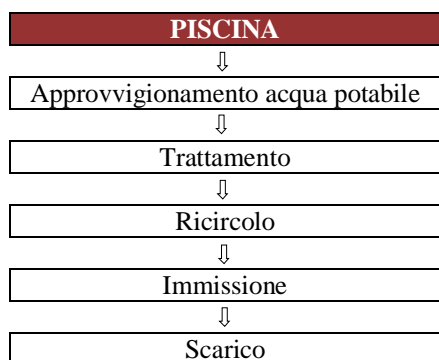 PISCINA
⇩
Approvvigionamento acqua potabile
⇩
Trattamento
⇩
Ricircolo
⇩
Immissione
⇩
Scarico